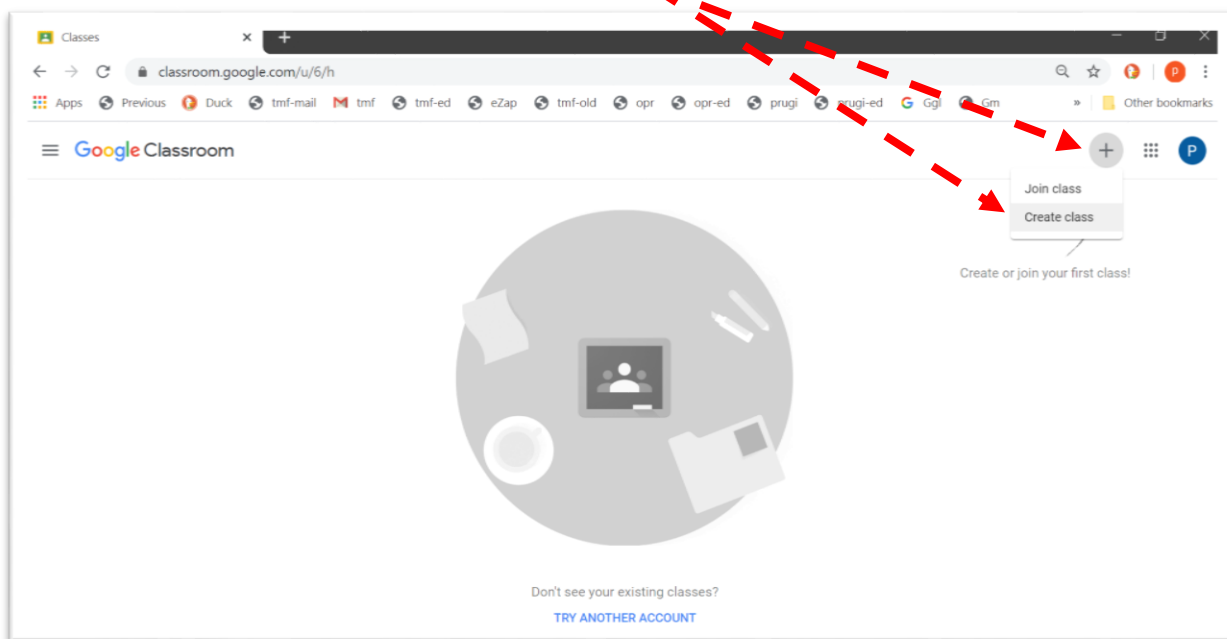 Classes
classroom.google.com/u/6/h
Apps Previous Duck tmf-mail tmf tmf-ed eZap tmf-old opr opr-ed prugi prugi-ed Ggl Gm » Other bookmarks
Google Classroom
P
Join class
Create class
Create or join your first class!
Don't see your existing classes?
TRY ANOTHER ACCOUNT